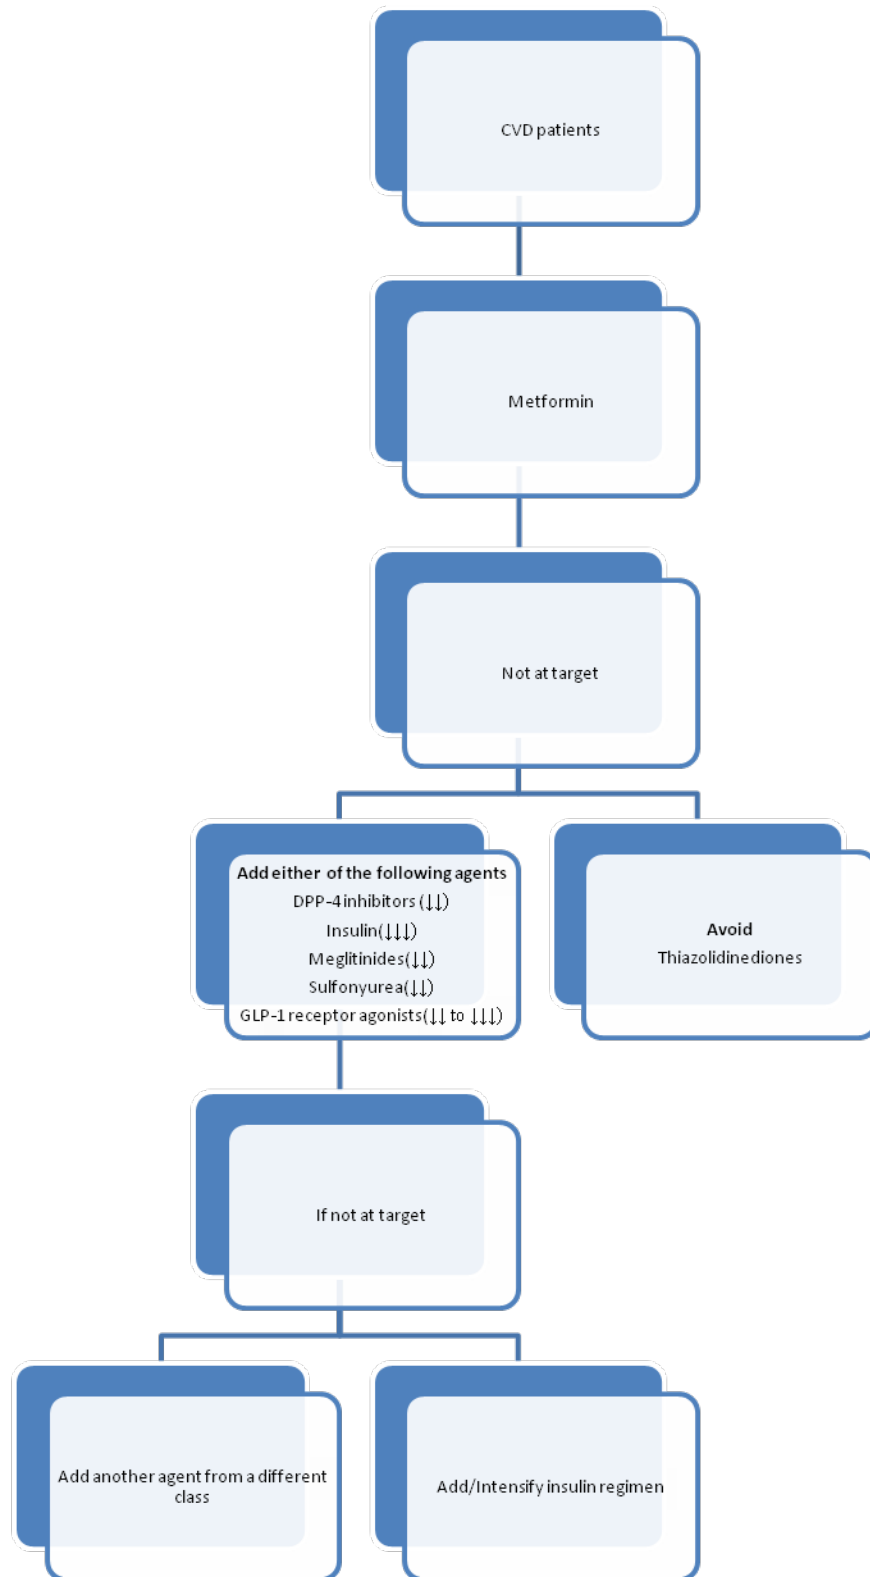 CVD patients
Metformin
Not at target
Add either of the following agents
DPP-4 inhibitors (↓↓)
Insulin(↓↓↓)
Meglitinides(↓↓)
Sulfonyurea(↓↓)
GLP-1 receptor agonists(↓↓ to ↓↓↓)
Avoid
Thiazolidinediones
If not at target
Add another agent from a different
class
Add/Intensify insulin regimen